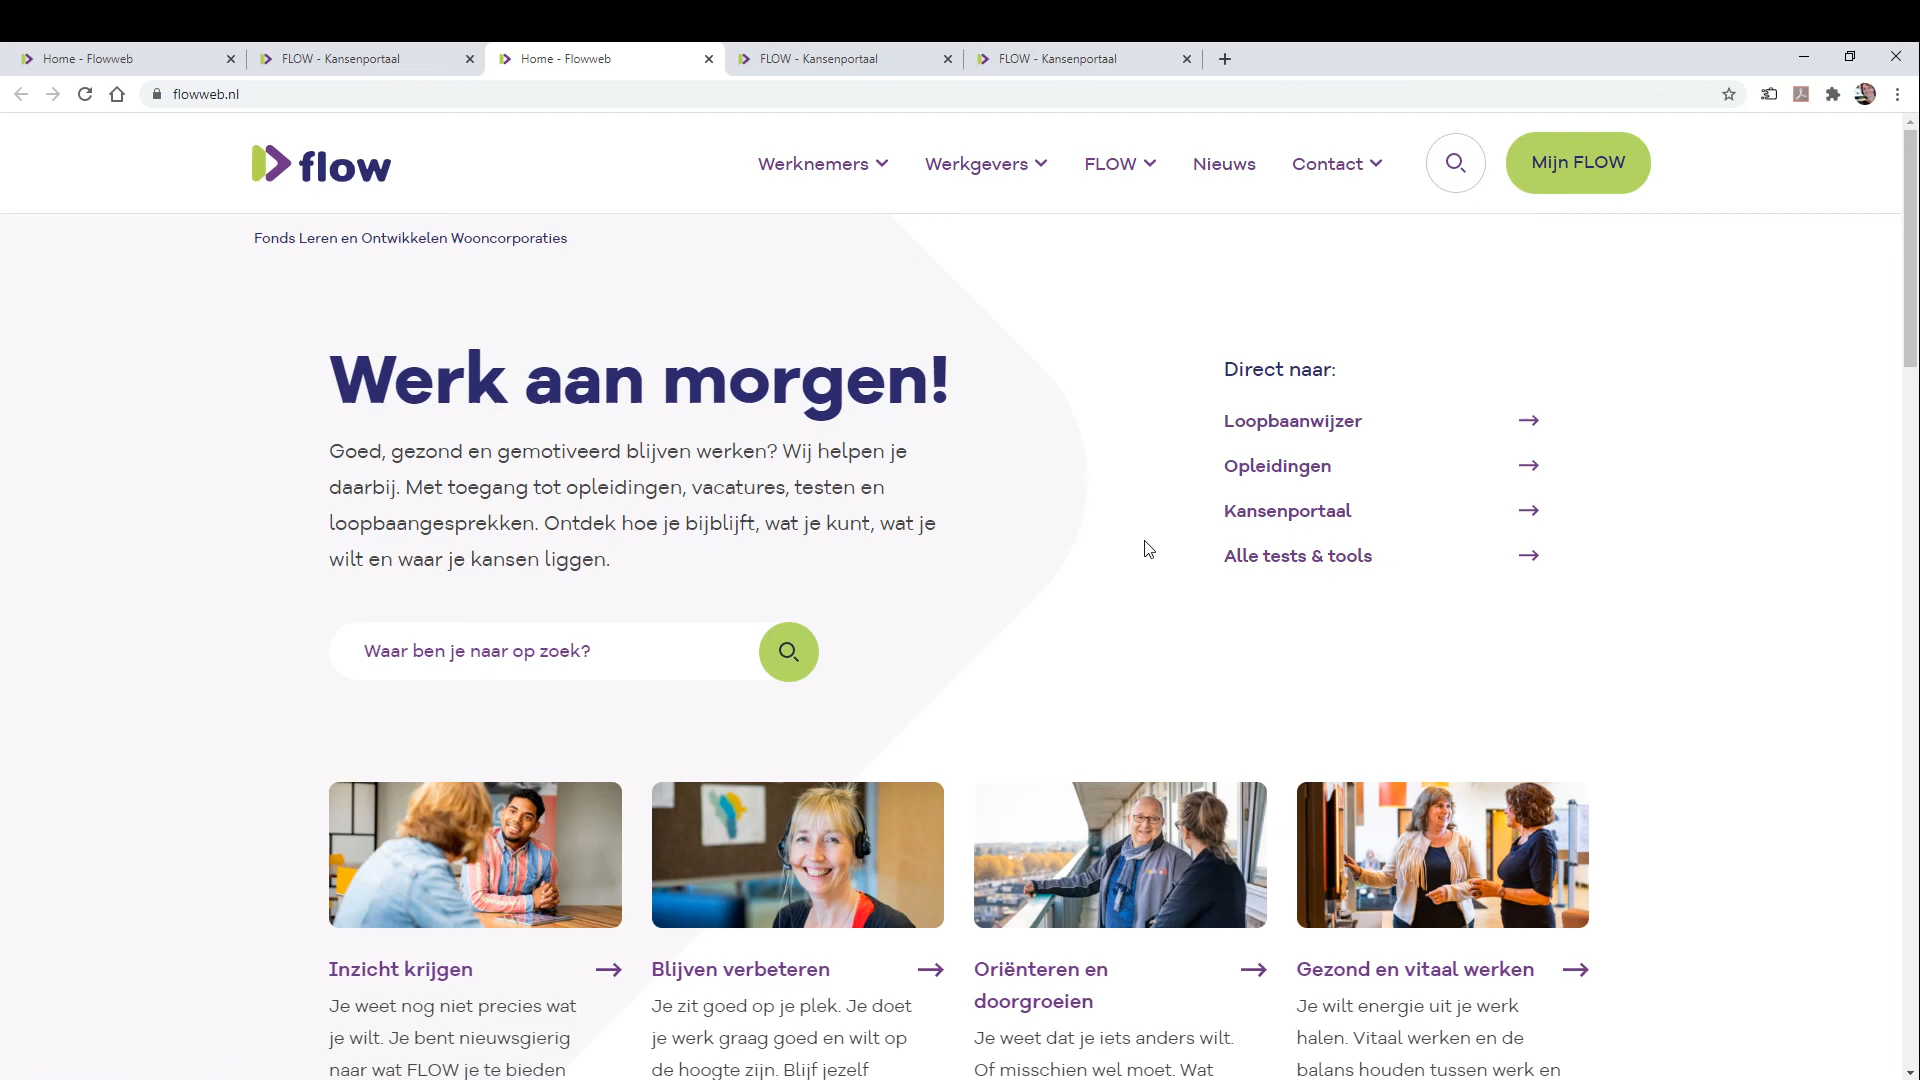 Home - Flowweb
FLOW - Kansenportaal
Home - Flowweb
FLOW - Kansenportaal
FLOW - Kansenportaal
flowweb.nl
flow
Werknemers
Werkgevers
FLOW
Nieuws
Contact
Mijn FLOW
Fonds Leren en Ontwikkelen Wooncorporaties
Werk aan morgen!
Goed, gezond en gemotiveerd blijven werken? Wij helpen je
daarbij. Met toegang tot opleidingen, vacatures, testen en
loopbaangesprekken. Ontdek hoe je bijblijft, wat je kunt, wat je
wilt en waar je kansen liggen.
Waar ben je naar op zoek?
Direct naar:
Loopbaanwijzer
Opleidingen
Kansenportaal
Alle tests & tools
Inzicht krijgen
Je weet nog niet precies wat
je wilt. Je bent nieuwsgierig
naar wat FLOW je te bieden
Blijven verbeteren
Je zit goed op je plek. Je doet
je werk graag goed en wilt op
de hoogte zijn. Blijf jezelf
Oriënteren en
doorgroeien
Je weet dat je iets anders wilt.
Of misschien wel moet. Wat
Gezond en vitaal werken
Je wilt energie uit je werk
halen. Vitaal werken en de
balans houden tussen werk en